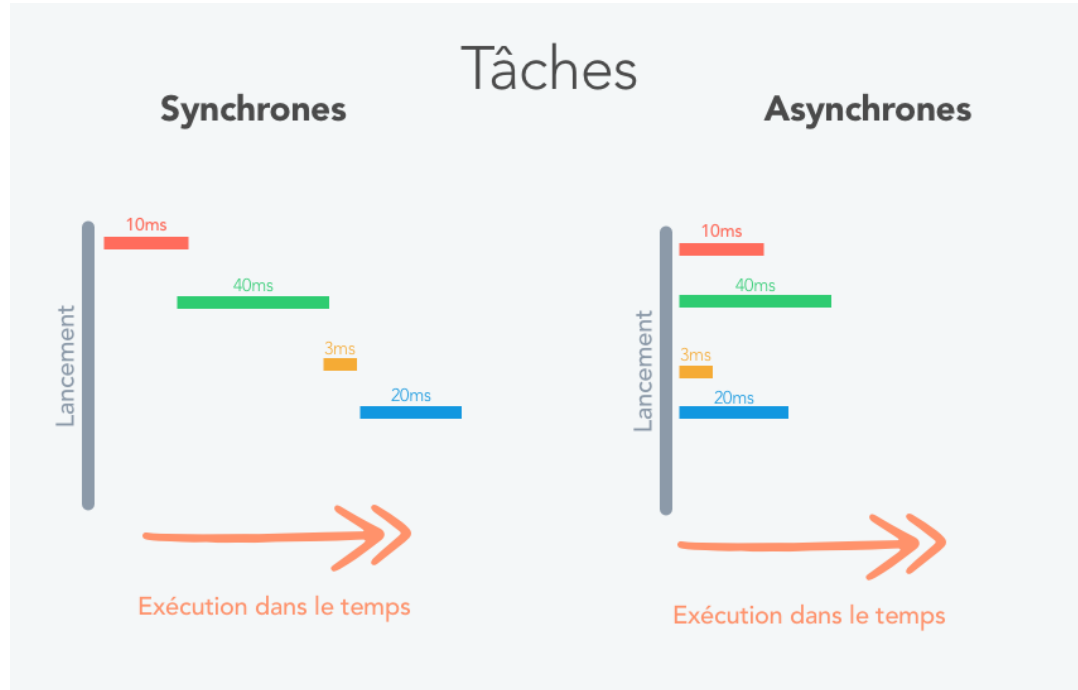 Tâches
Synchrones
10ms
40ms
3ms
20ms
Lancement
Exécution dans le temps
Asynchrones
10ms
40ms
3ms
20ms
Lancement
Exécution dans le temps